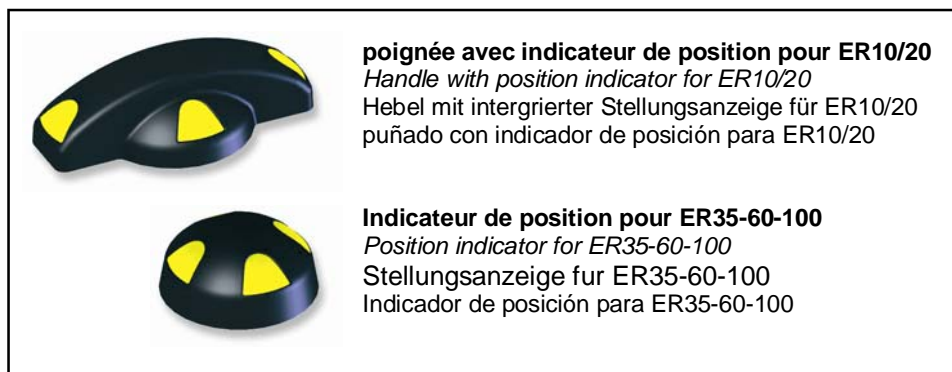 poignée avec indicateur de position pour ER10/20
Handle with position indicator for ER10/20
Hebel mit intergrierter Stellungsanzeige für ER10/20
puñado con indicador de posición para ER10/20
Indicateur de position pour ER35-60-100
Position indicator for ER35-60-100
Stellungsanzeige fur ER35-60-100
Indicador de posición para ER35-60-100